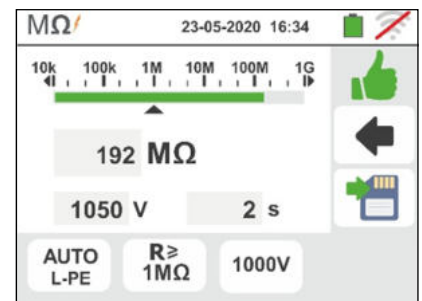 MΩ 23-05-2020 16:34
10k 100k 1M 10M 100M 1G
192 MΩ
1050 V 2 s
AUTO L-PE
R≥ 1MΩ
1000V